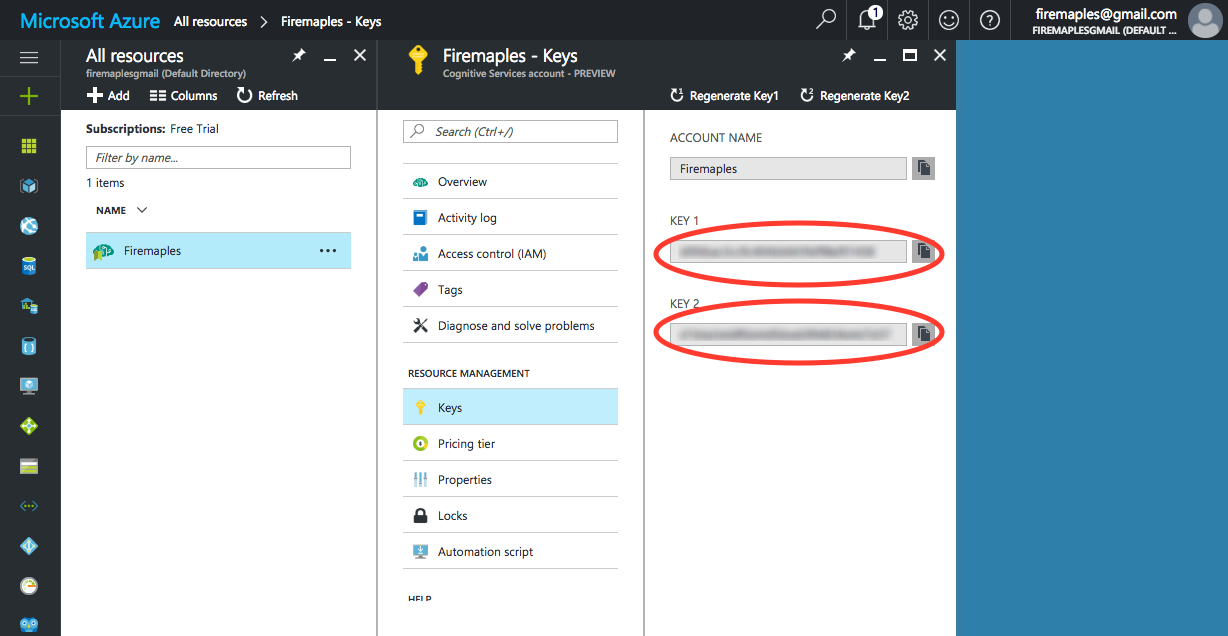 Microsoft Azure All resources > Firemaples - Keys
1
firemaples@gmail.com
FIREMAPLESGMAIL (DEFAULT ...
All resources
firemaplesgmail (Default Directory)
Add Columns Refresh
Subscriptions: Free Trial
Filter by name...
1 items
NAME
Firemaples ...
Firemaples - Keys
Cognitive Services account - PREVIEW
Search (Ctrl+/)
Overview
Activity log
Access control (IAM)
Tags
Diagnose and solve problems
RESOURCE MANAGEMENT
Keys
Pricing tier
Properties
Locks
Automation script
HELP
Regenerate Key1 Regenerate Key2
ACCOUNT NAME
Firemaples
KEY 1
KEY 2
SQL